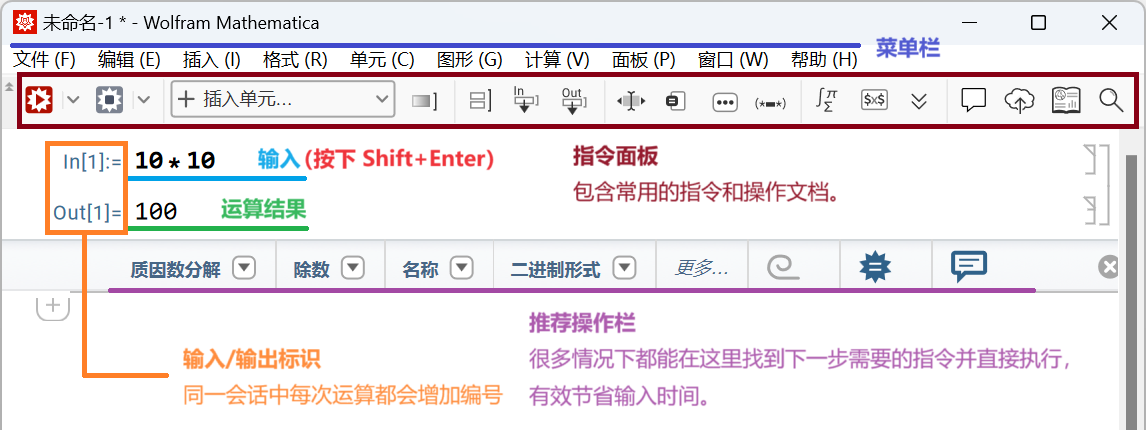 未命名-1 * - Wolfram Mathematica
菜单栏
文件 (F) 编辑 (E) 插入 (I) 格式 (R) 单元 (C) 图形 (G) 计算 (V) 面板 (P) 窗口 (W) 帮助 (H)
插入单元... In Out (*▪*) ∫π Σ $x$
In[1]:= 10 * 10 输入 (按下 Shift+Enter) 指令面板
包含常用的指令和操作文档。
Out[1]= 100 运算结果
质因数分解 除数 名称 二进制形式 更多...
推荐操作栏
输入/输出标识 很多情况下都能在这里找到下一步需要的指令并直接执行，
同一会话中每次运算都会增加编号 有效节省输入时间。